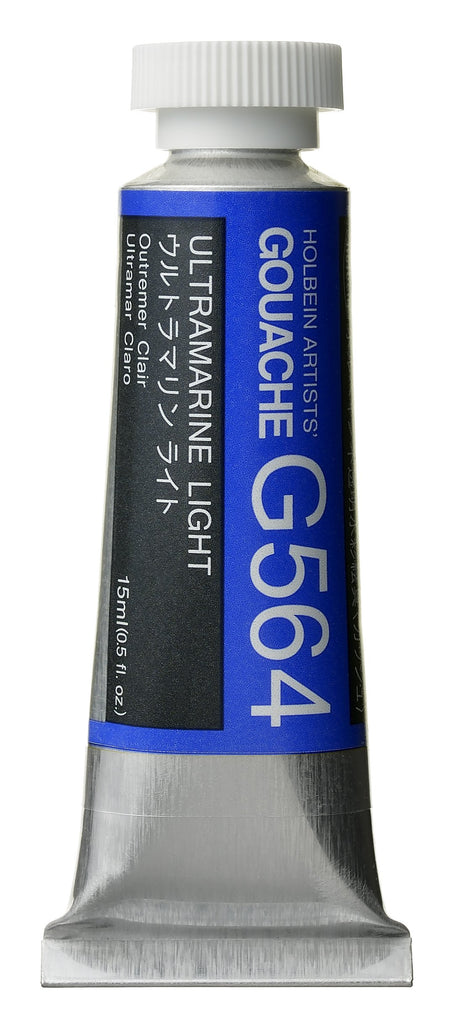 HOLBEIN ARTISTS'
GOUACHE G564
ULTRAMARINE LIGHT
ウルトラマリン ライト
Outremer Clair
Ultramar Claro
15ml(0.5 fl. oz.)